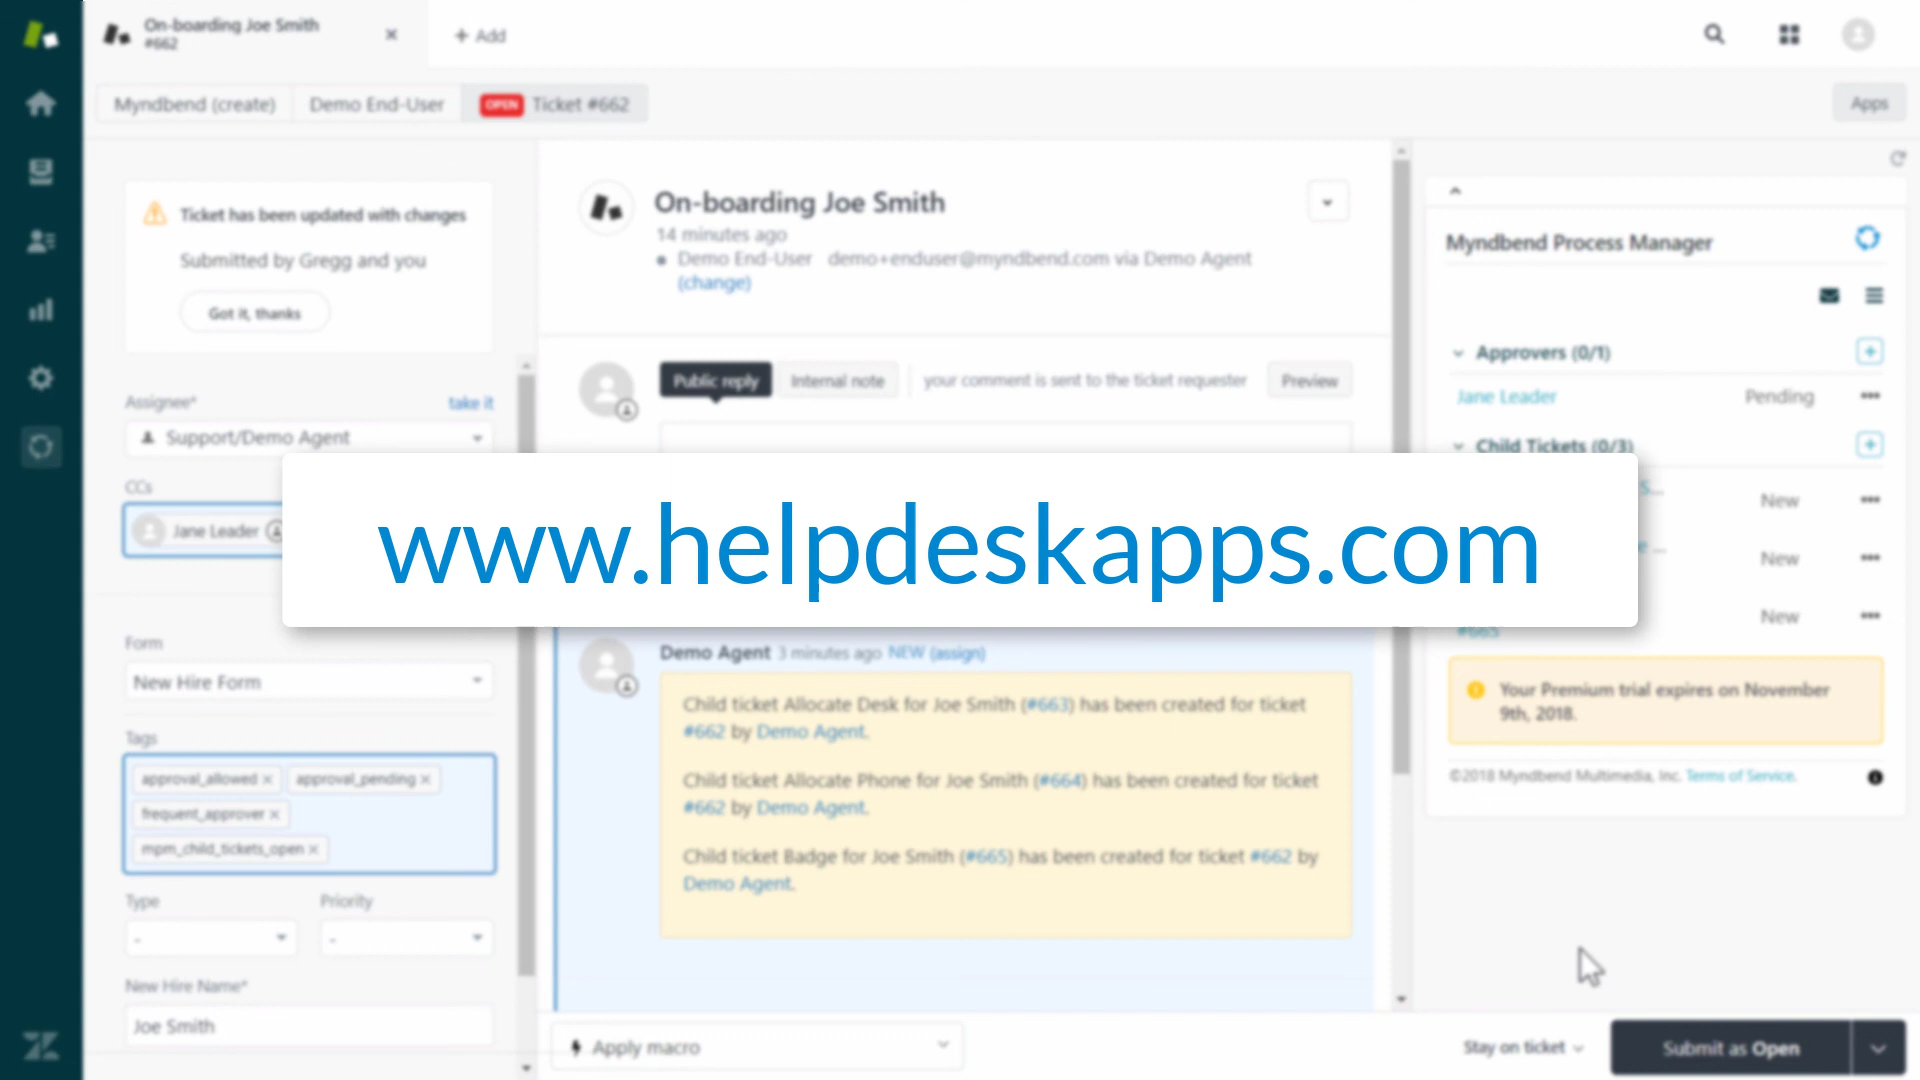 On-boarding Joe Smith
#662
+ Add
Myndbend (create)
Demo End-User
OPEN Ticket #662
Apps
Ticket has been updated with changes
Submitted by Gregg and you
Got it, thanks
Assignee*
take it
Support/Demo Agent
CCs
Jane Leader
Form
New Hire Form
Tags
approval_allowed ×
approval_pending ×
frequent_approver ×
mpm_child_tickets_open ×
Type
Priority
-
-
New Hire Name*
Joe Smith
On-boarding Joe Smith
14 minutes ago
Demo End-User demo+enduser@myndbend.com via Demo Agent
(change)
Public reply
Internal note
your comment is sent to the ticket requester
Preview
www.helpdeskapps.com
Demo Agent 3 minutes ago NEW (assign)
Child ticket Allocate Desk for Joe Smith (#663) has been created for ticket
#662 by Demo Agent.
Child ticket Allocate Phone for Joe Smith (#664) has been created for ticket
#662 by Demo Agent.
Child ticket Badge for Joe Smith (#665) has been created for ticket #662 by
Demo Agent.
Apply macro
Myndbend Process Manager
Approvers (0/1)
Jane Leader
Pending
Child Tickets (0/3)
New
New
New
#665
Your Premium trial expires on November
9th, 2018.
©2018 Myndbend Multimedia, Inc. Terms of Service.
Stay on ticket
Submit as Open